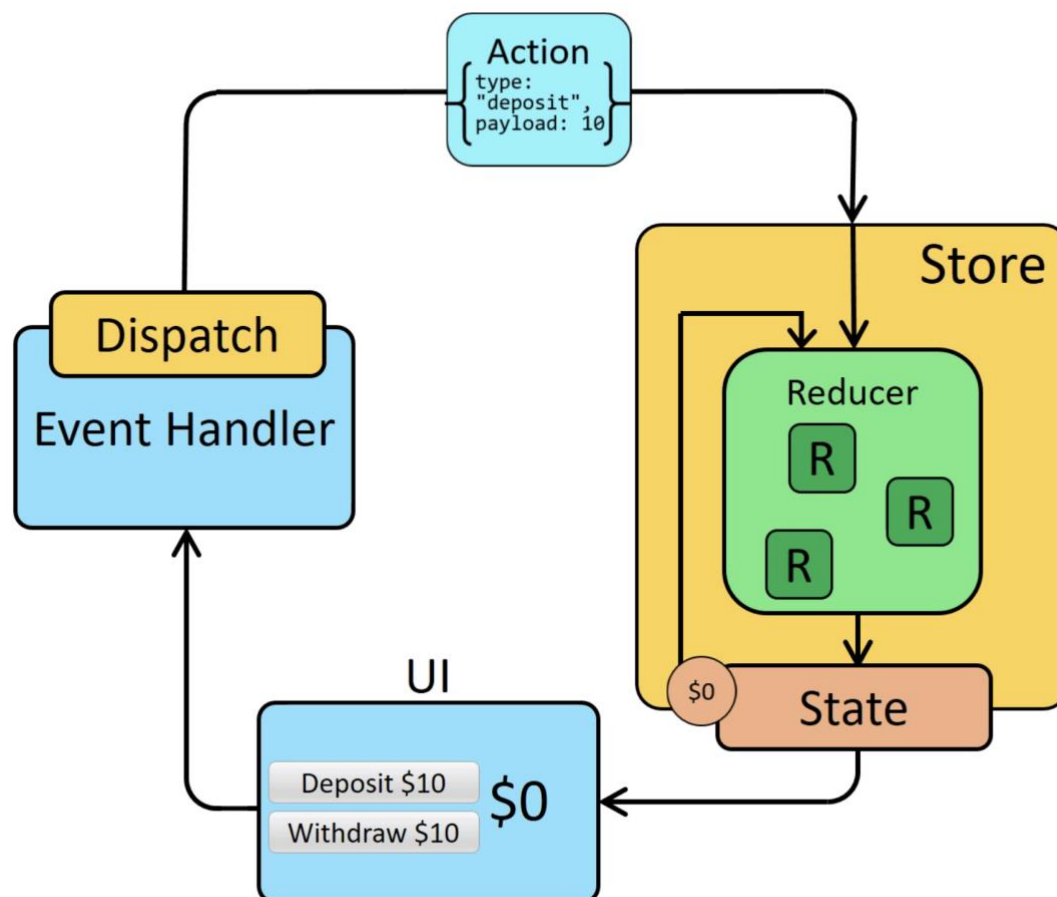 Action
{ type:
"deposit",
payload: 10 }
Store
Dispatch
Event Handler
Reducer
R
R
R
$0
State
UI
Deposit $10
$0
Withdraw $10